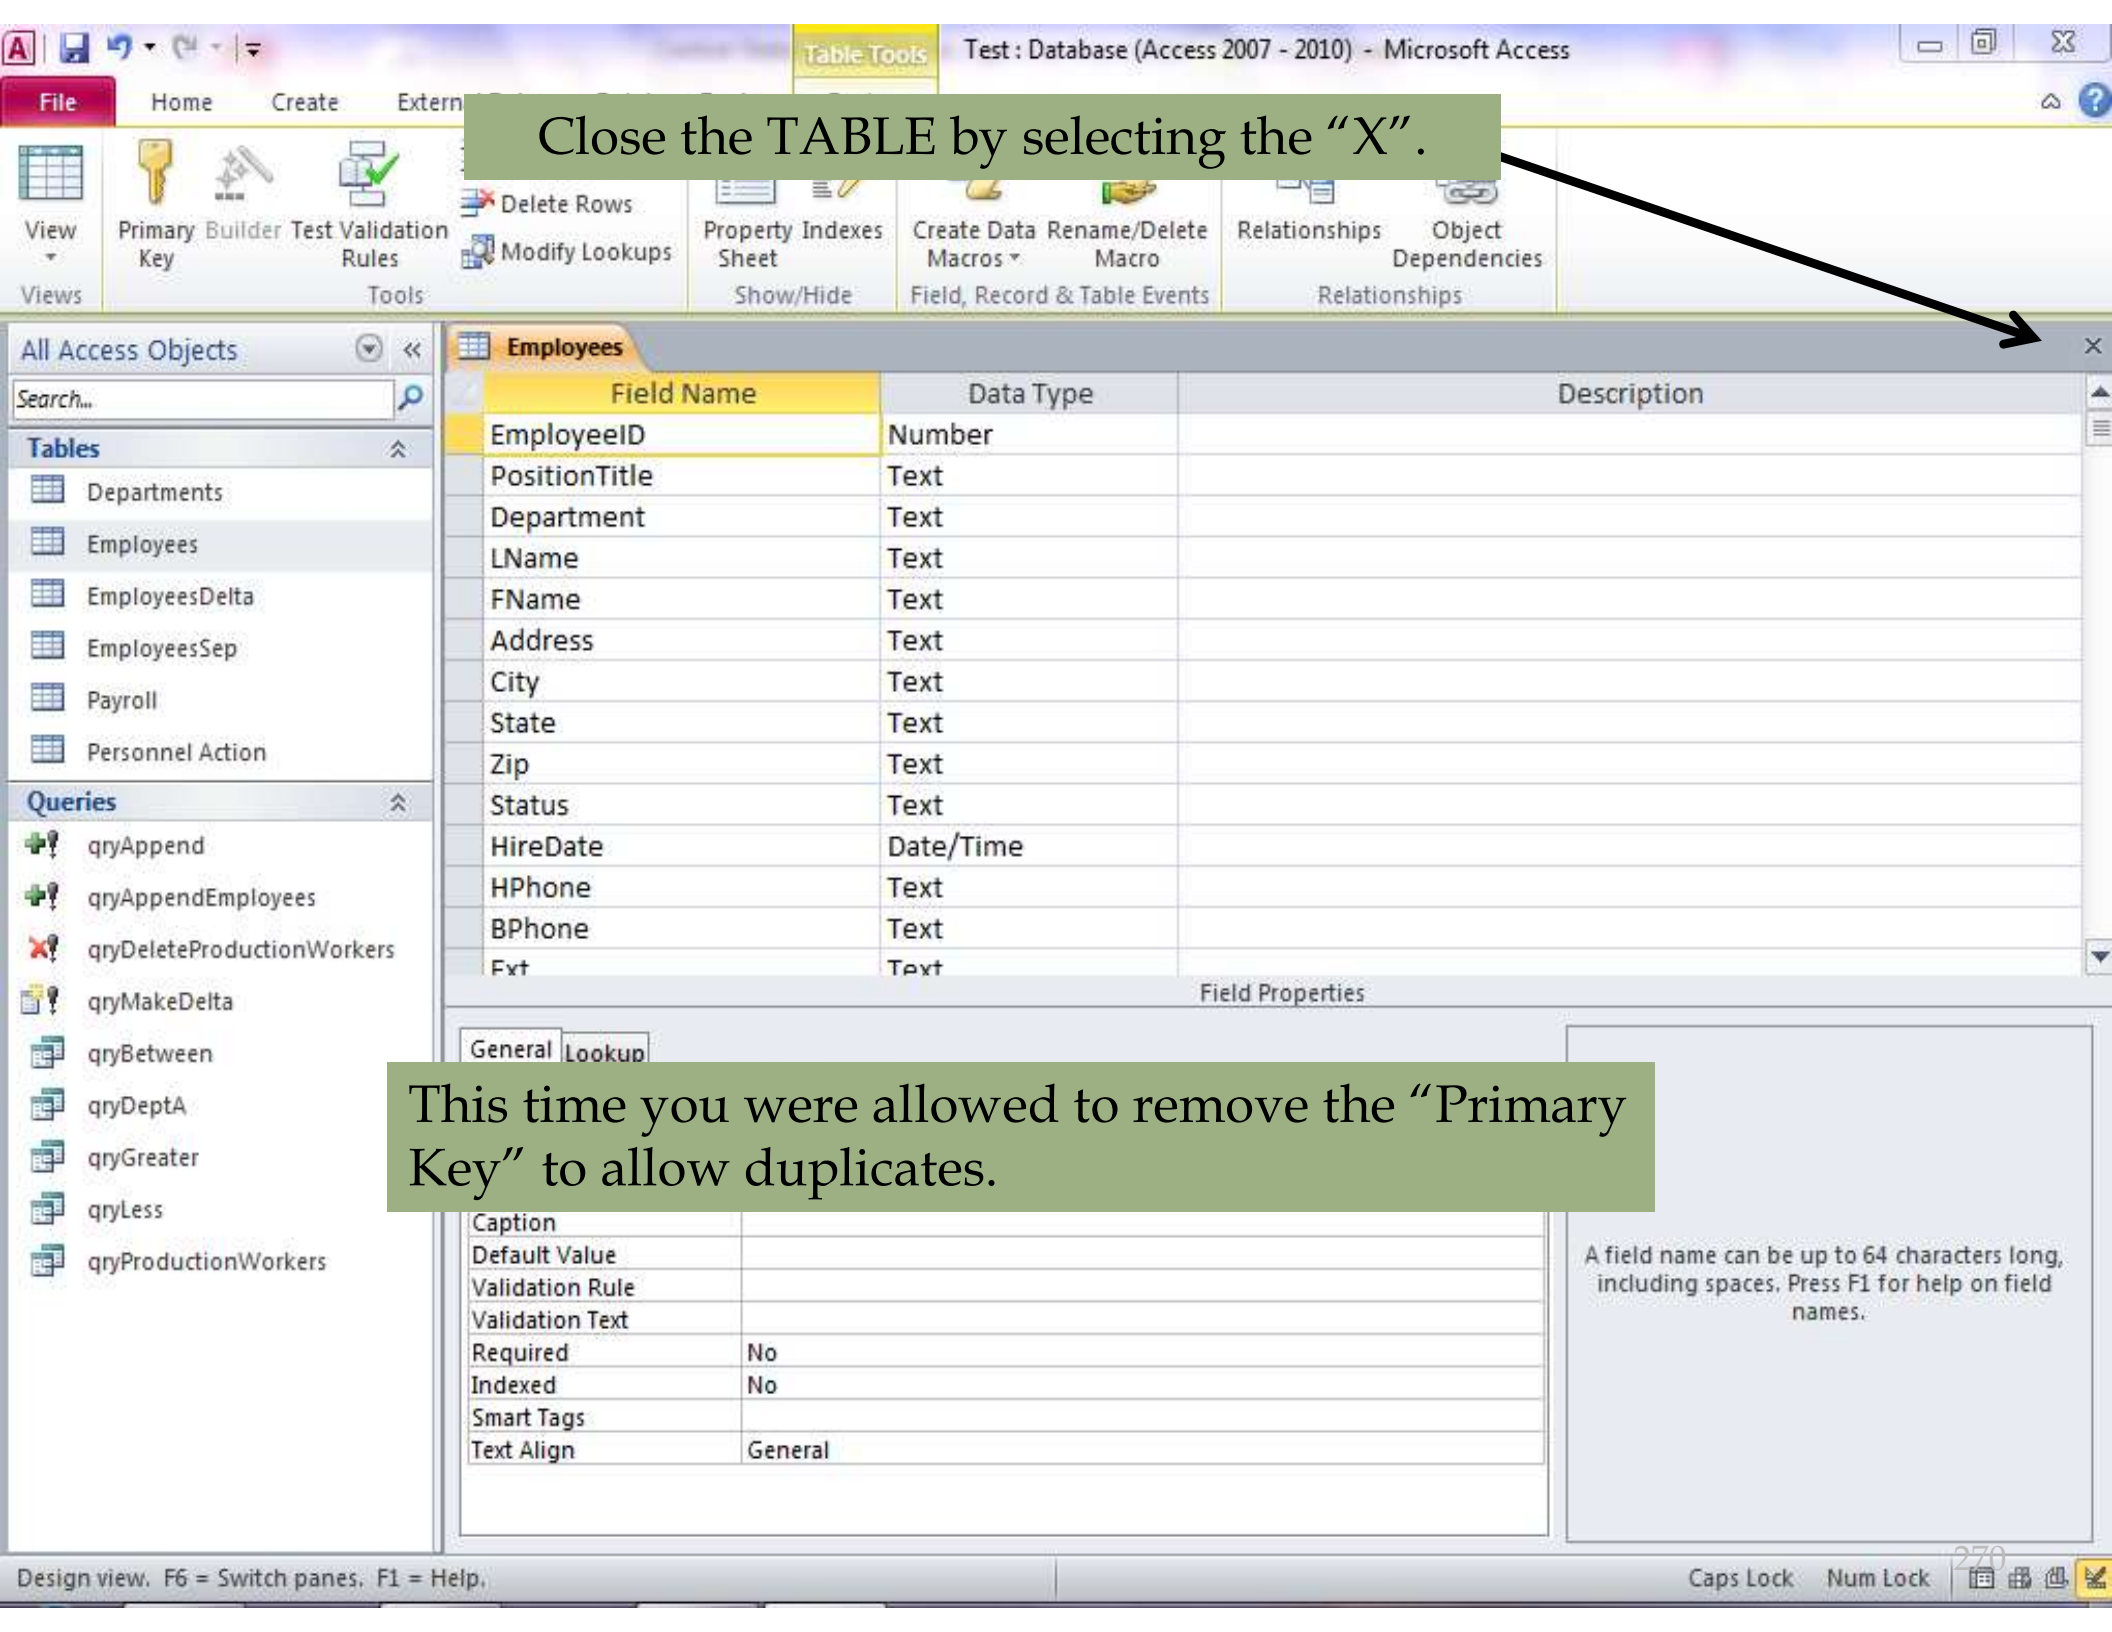 Table Tools
Test : Database (Access 2007 - 2010) - Microsoft Access
File Home Create
Close the TABLE by selecting the “X”.
Delete Rows
Modify Lookups
View
Primary Key
Builder
Test Validation Rules
Property Sheet
Indexes
Create Data Macros
Rename/Delete Macro
Relationships
Object Dependencies
Views
Tools
Show/Hide
Field, Record & Table Events
Relationships
All Access Objects
Search...
Tables
Departments
Employees
EmployeesDelta
EmployeesSep
Payroll
Personnel Action
Queries
qryAppend
qryAppendEmployees
qryDeleteProductionWorkers
qryMakeDelta
qryBetween
qryDeptA
qryGreater
qryLess
qryProductionWorkers
Employees
Field Name Data Type Description
EmployeeID Number
PositionTitle Text
Department Text
LName Text
FName Text
Address Text
City Text
State Text
Zip Text
Status Text
HireDate Date/Time
HPhone Text
BPhone Text
Ext Text
Field Properties
General Lookup
This time you were allowed to remove the “Primary
Key” to allow duplicates.
Caption
Default Value
Validation Rule
Validation Text
Required No
Indexed No
Smart Tags
Text Align General
A field name can be up to 64 characters long,
including spaces. Press F1 for help on field
names.
270
Design view. F6 = Switch panes. F1 = Help.
Caps Lock Num Lock